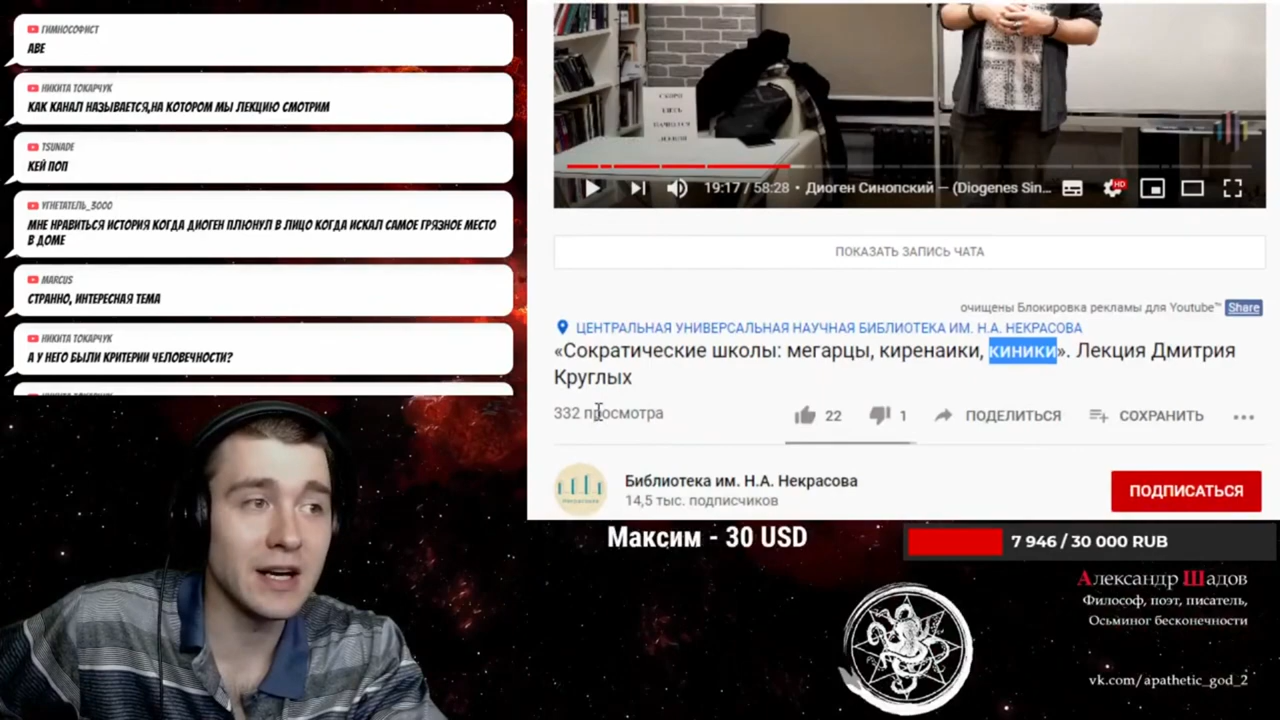 ГИМНОСОФИСТ
АВЕ
НИКИТА ТОКАРЧУК
КАК КАНАЛ НАЗЫВАЕТСЯ,НА КОТОРОМ МЫ ЛЕКЦИЮ СМОТРИМ
TSUNADE
КЕЙ ПОП
УГНЕТАТЕЛЬ_3000
МНЕ НРАВИТЬСЯ ИСТОРИЯ КОГДА ДИОГЕН ПЛЮНУЛ В ЛИЦО КОГДА ИСКАЛ САМОЕ ГРЯЗНОЕ МЕСТО
В ДОМЕ
MARCUS
СТРАННО, ИНТЕРЕСНАЯ ТЕМА
НИКИТА ТОКАРЧУК
А У НЕГО БЫЛИ КРИТЕРИИ ЧЕЛОВЕЧНОСТИ?
СКОРО
ЗДЕСЬ
НАЧНЕТСЯ
19:17 / 58:28 • Диоген Синопский — (Diogenes Sin...
HD
ПОКАЗАТЬ ЗАПИСЬ ЧАТА
очищены Блокировка рекламы для Youtube™ Share
ЦЕНТРАЛЬНАЯ УНИВЕРСАЛЬНАЯ НАУЧНАЯ БИБЛИОТЕКА ИМ. Н.А. НЕКРАСОВА
«Сократические школы: мегарцы, киренаики, киники». Лекция Дмитрия
Круглых
332 просмотра
22
1
ПОДЕЛИТЬСЯ
СОХРАНИТЬ
Библиотека им. Н.А. Некрасова
14,5 тыс. подписчиков
ПОДПИСАТЬСЯ
Максим - 30 USD
7 946 / 30 000 RUB
Александр Шадов
Философ, поэт, писатель,
Осьминог бесконечности
vk.com/apathetic_god_2